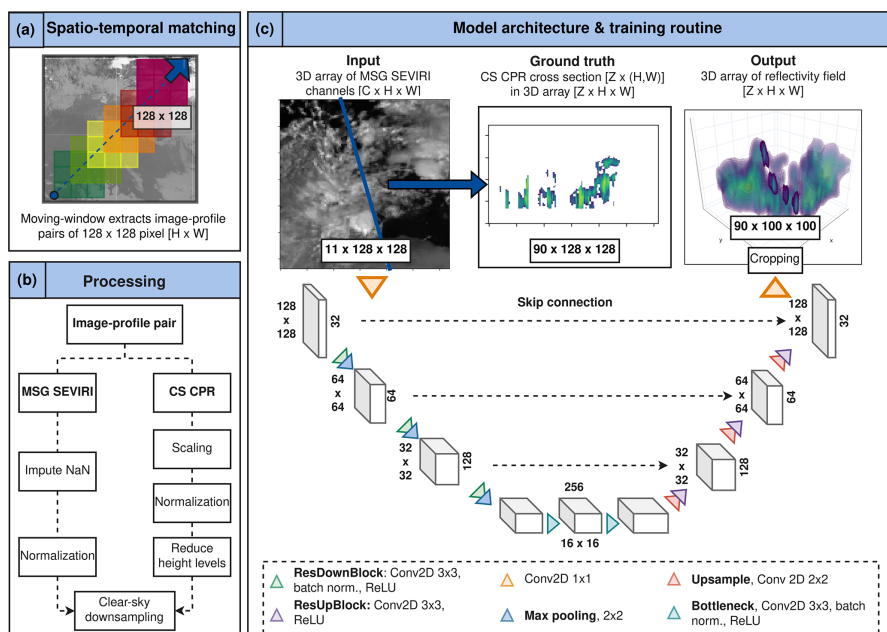 (a) Spatio-temporal matching
128 x 128
Moving-window extracts image-profile
pairs of 128 x 128 pixel [H x W]
(b) Processing
Image-profile pair
MSG SEVIRI
CS CPR
Impute NaN
Scaling
Normalization
Normalization
Reduce
height levels
Clear-sky
downsampling
(c) Model architecture & training routine
Input
3D array of MSG SEVIRI
channels [C x H x W]
11 x 128 x 128
Ground truth
CS CPR cross section [Z x (H,W)]
in 3D array [Z x H x W]
90 x 128 x 128
Output
3D array of reflectivity field
[Z x H x W]
90 x 100 x 100
y
x
Cropping
Skip connection
128
x
128
32
64
x
64
64
32
x
32
128
256
16 x 16
32
x
32
128
64
x
64
64
128
x
128
32
ResDownBlock: Conv2D 3x3,
batch norm., ReLU
ResUpBlock: Conv2D 3x3,
ReLU
Conv2D 1x1
Max pooling, 2x2
Upsample, Conv 2D 2x2
Bottleneck, Conv2D 3x3, batch
norm., ReLU